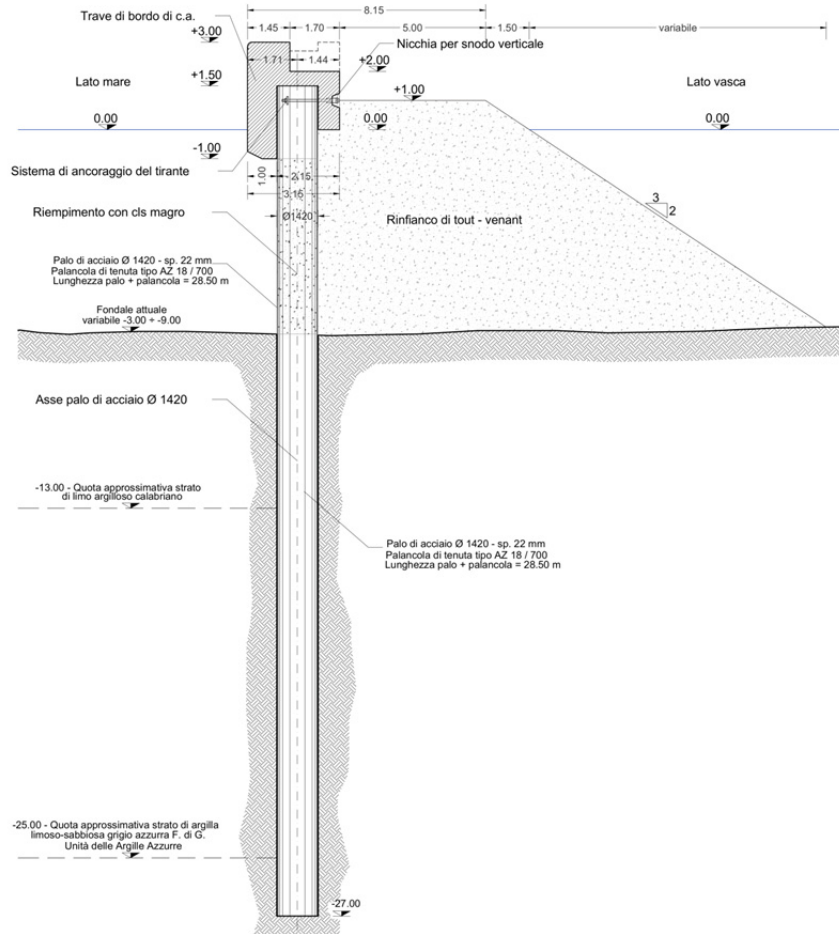 8.15
Trave di bordo di c.a.
1.45
1.70
5.00
1.50
variabile
+3.00
Nicchia per snodo verticale
1.71
1.44
+2.00
+1.50
Lato mare
Lato vasca
+1.00
0.00
0.00
0.00
-1.00
Sistema di ancoraggio del tirante
1.00
2.15
3.15
3
2
Riempimento con cls magro
Ø1420
Rinfianco di tout - venant
Palo di acciaio Ø 1420 - sp. 22 mm
Palancola di tenuta tipo AZ 18 / 700
Lunghezza palo + palancola = 28.50 m
Fondale attuale
variabile -3.00 ÷ -9.00
Asse palo di acciaio Ø 1420
-13.00 - Quota approssimativa strato
di limo argilloso calabriano
Palo di acciaio Ø 1420 - sp. 22 mm
Palancola di tenuta tipo AZ 18 / 700
Lunghezza palo + palancola = 28.50 m
-25.00 - Quota approssimativa strato di argilla
limoso-sabbiosa grigio azzurra F. di G.
Unità delle Argille Azzurre
-27.00